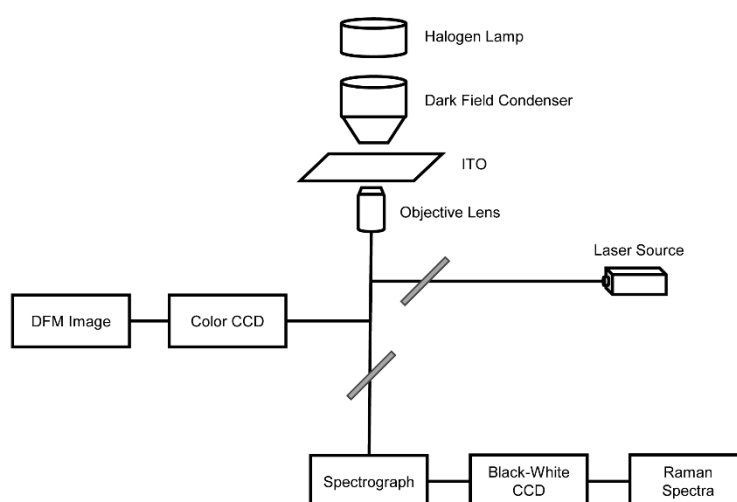 Halogen Lamp
Dark Field Condenser
ITO
Objective Lens
Laser Source
DFM Image
Color CCD
Spectrograph
Black-White
CCD
Raman
Spectra